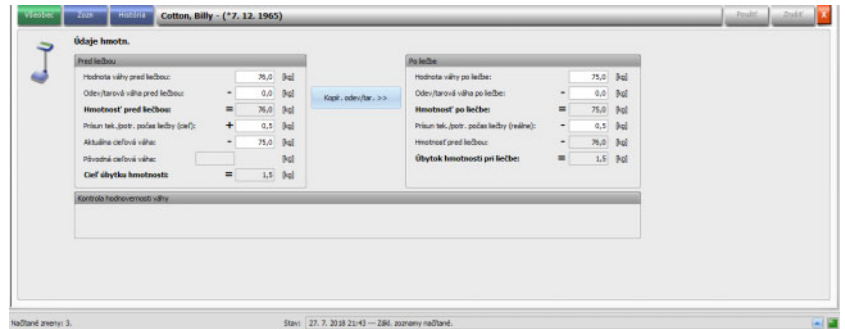 Všeobec Zozn História Cotton, Billy - (*7. 12. 1965) Použiť Zrušiť X
Údaje hmotn.
Pred liečbou
Hodnota váhy pred liečbou: 76,0 [kg]
Odev/tarová váha pred liečbou: - 0,0 [kg]
Hmotnosť pred liečbou: = 76,0 [kg]
Prísun tek./potr. počas liečby (cieľ): + 0,5 [kg]
Aktuálna cieľová váha: - 75,0 [kg]
Pôvodná cieľová váha: [kg]
Cieľ úbytku hmotnosti: = 1,5 [kg]
Kopír. odev/tar. >>
Po liečbe
Hodnota váhy po liečbe: 75,0 [kg]
Odev/tarová váha po liečbe: - 0,0 [kg]
Hmotnosť po liečbe: = 75,0 [kg]
Prísun tek./potr. počas liečby (reálne): - 0,5 [kg]
Hmotnosť pred liečbou: - 76,0 [kg]
Úbytok hmotnosti pri liečbe: = 1,5 [kg]
Kontrola hodnovernosti váhy
Načítané zmeny: 3. Stav: 27. 7. 2018 21:43 --- Zákl. zoznamy načítané.